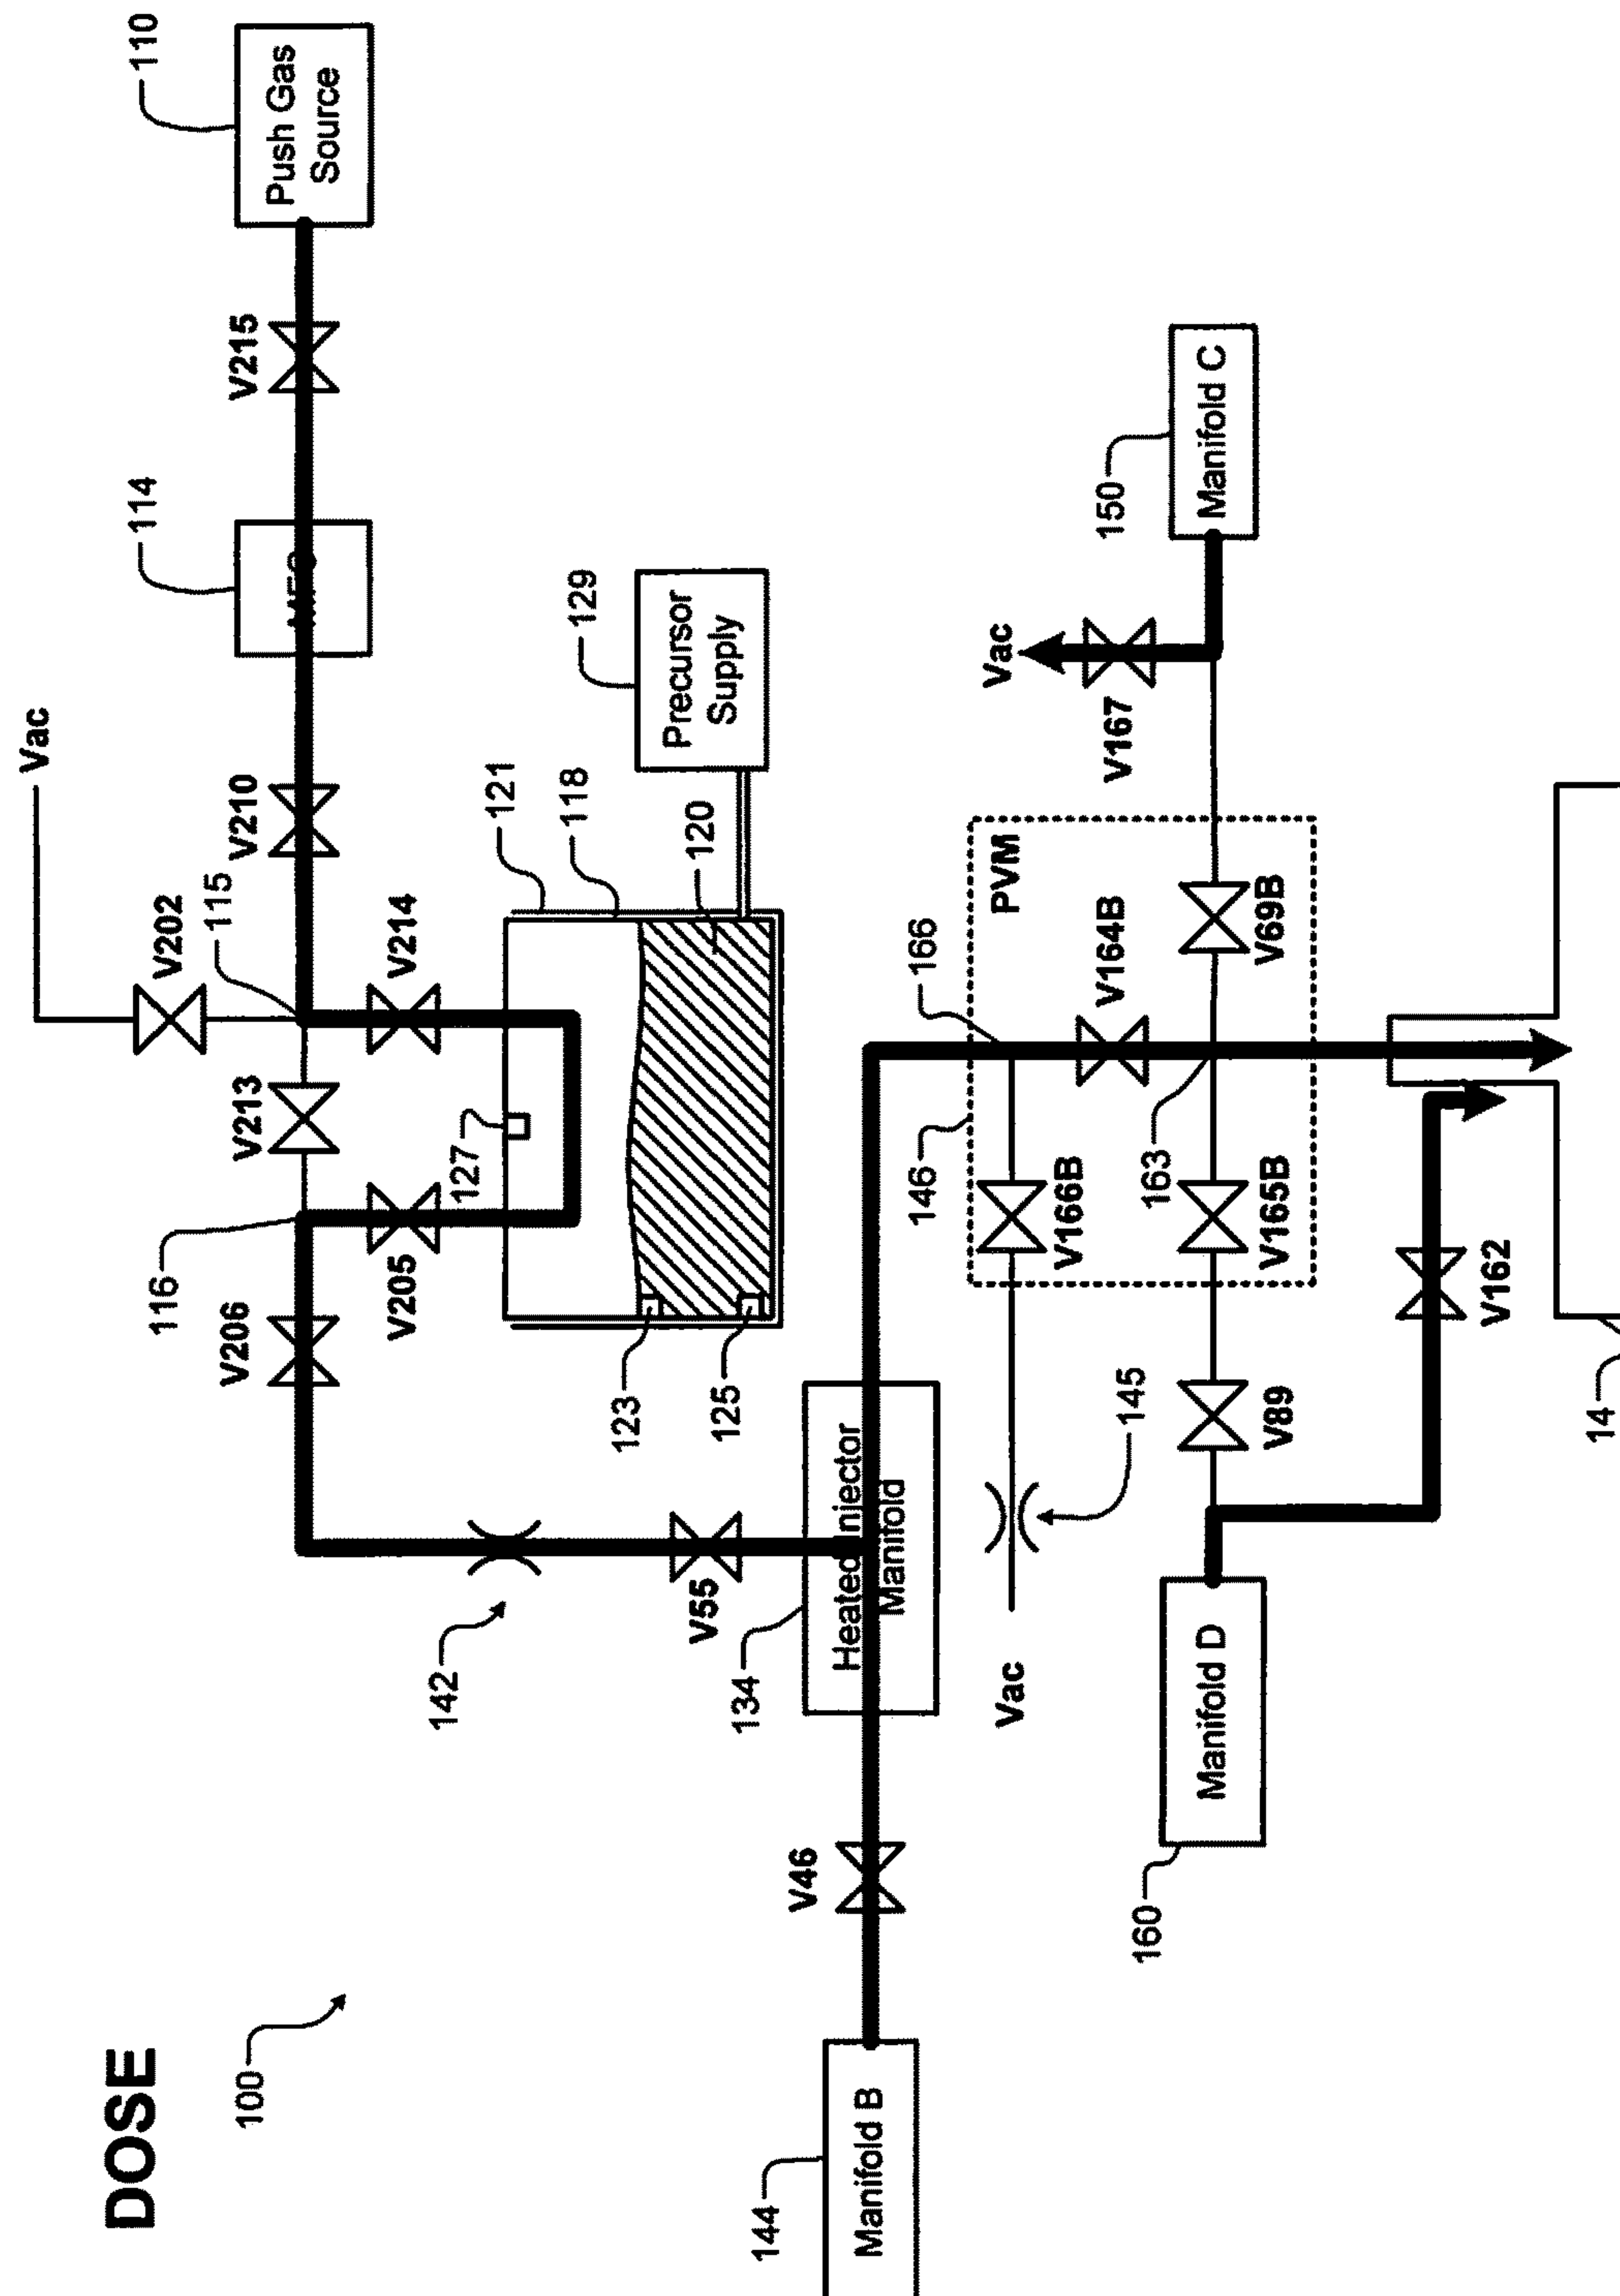 DOSE
100
Vac
110
V202
114
116
115
V206
V213
V210
V215
Push Gas
Source
V205
V214
142
127
121
118
129
123
120
Precursor
Supply
125
V55
134
V46
Heated Injector
Manifold
144
Manifold B
146
166
Vac
PVM
Vac
V166B
V164B
V167
150
145
160
163
Manifold D
Manifold C
V89
V165B
V69B
V162
14